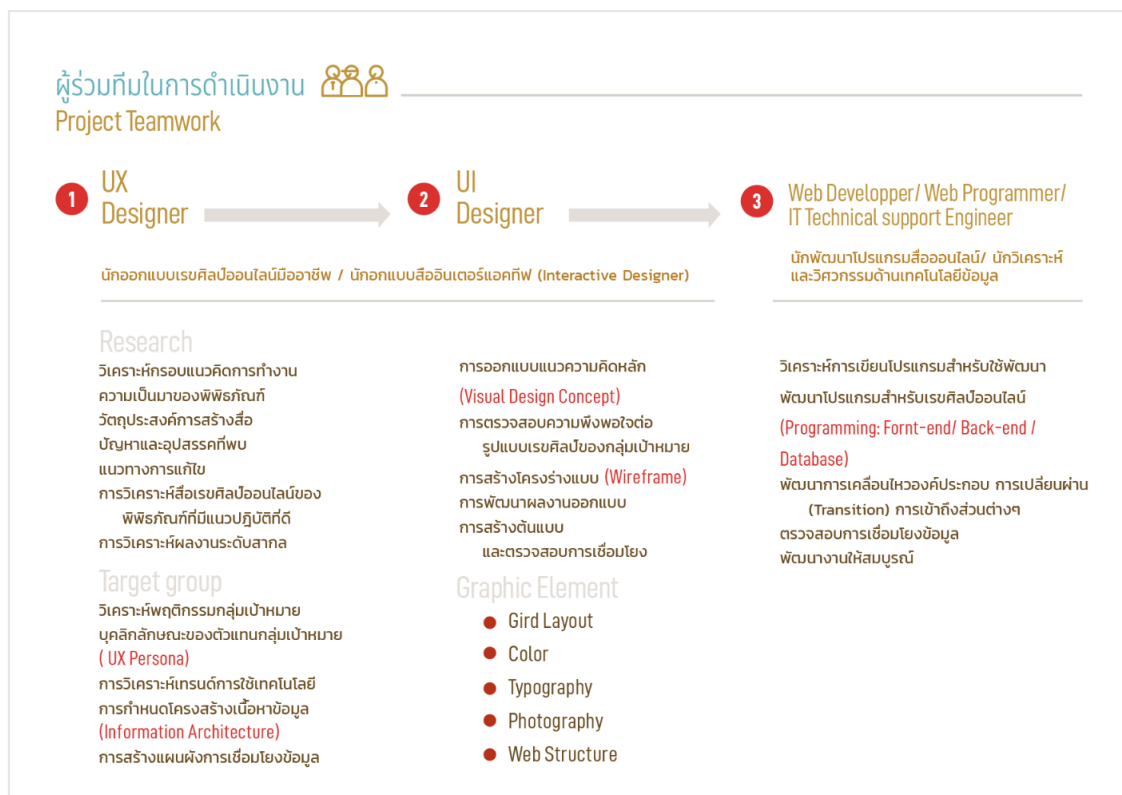 ผู้ร่วมทีมในการดำเนินงาน
Project Teamwork
1
UX
Designer
2
UI
Designer
3
Web Developper/ Web Programmer/
IT Technical support Engineer
นักออกแบบเรขศิลป์ออนไลน์มืออาชีพ / นักอกแบบสืออินเตอร์แอคทีฟ (Interactive Designer)
นักพัฒนาโปรแกรมสื่อออนไลน์/ นักวิเคราะห์
และวิศวกรรมด้านเทคโนโลยีข้อมูล
Research
วิเคราะห์กรอบแนวคิดการทำงาน
ความเป็นมาของพิพิธภัณฑ์
วัตถุประสงค์การสร้างสื่อ
ปัญหาและอุปสรรคที่พบ
แนวทางการแก้ไข
การวิเคราะห์สื่อเรขศิลป์ออนไลน์ของ
พิพิธภัณฑ์ที่มีแนวปฎิบัติที่ดี
การวิเคราะห์ผลงานระดับสากล
Target group
วิเคราะห์พฤติกรรมกลุ่มเป้าหมาย
บุคลิกลักษณะของตัวแทนกลุ่มเป้าหมาย
( UX Persona)
การวิเคราะห์เทรนด์การใช้เทคโนโลยี
การกำหนดโครงสร้างเนื้อหาข้อมูล
(Information Architecture)
การสร้างแผนผังการเชื่อมโยงข้อมูล
การออกแบบแนวความคิดหลัก
(Visual Design Concept)
การตรวจสอบความพึงพอใจต่อ
รูปแบบเรขศิลป์ของกลุ่มเป้าหมาย
การสร้างโครงร่างแบบ (Wireframe)
การพัฒนาผลงานออกแบบ
การสร้างต้นแบบ
และตรวจสอบการเชื่อมโยง
Graphic Element
Gird Layout
Color
Typography
Photography
Web Structure
วิเคราะห์การเขียนโปรแกรมสำหรับใช้พัฒนา
พัฒนาโปรแกรมสำหรับเรขศิลป์ออนไลน์
(Programming: Fornt-end/ Back-end /
Database)
พัฒนาการเคลื่อนไหวองค์ประกอบ การเปลี่ยนผ่าน
(Transition) การเข้าถึงส่วนต่างๆ
ตรวจสอบการเชื่อมโยงข้อมูล
พัฒนางานให้สมบูรณ์